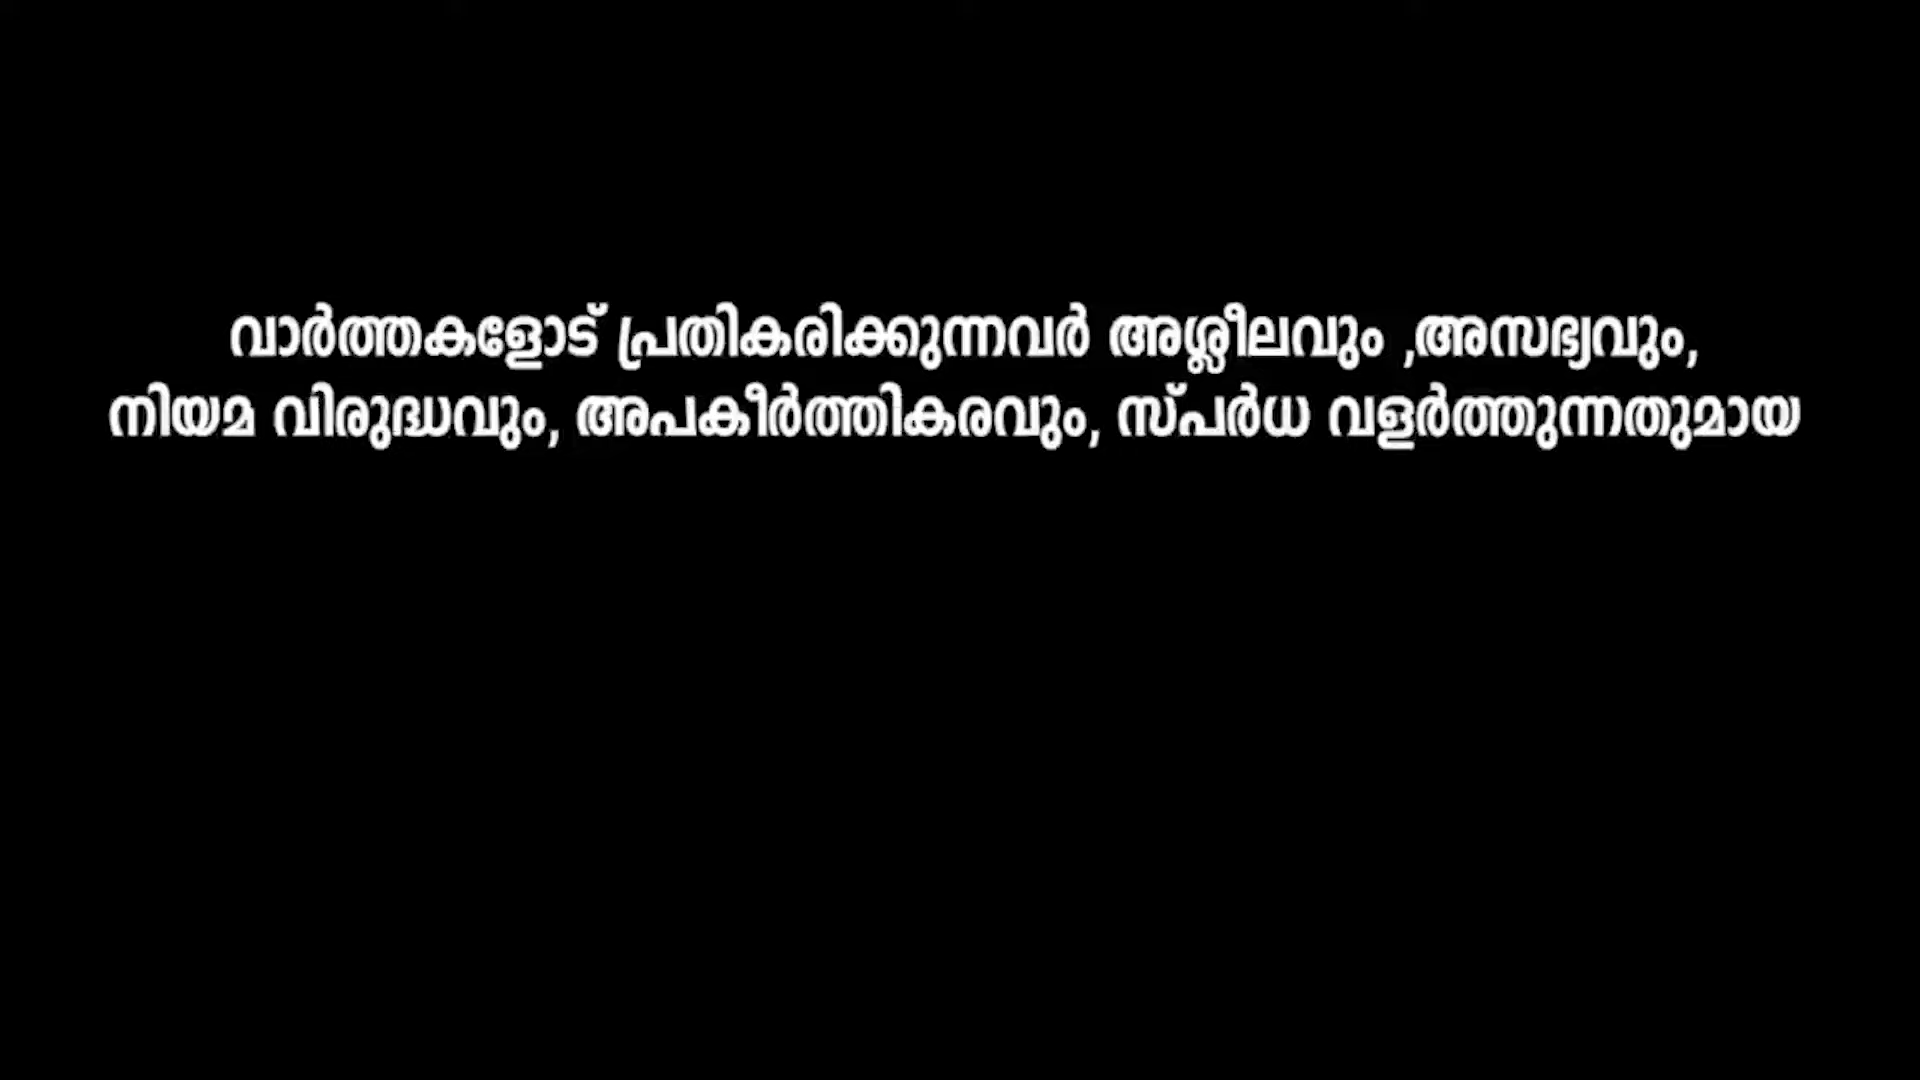 വാർത്തകളോട് പ്രതികരിക്കുന്നവർ അശ്ലീലവും ,അസഭ്യവും,
നിയമ വിരുദ്ധവും, അപകീർത്തികരവും, സ്പർധ വളർത്തുന്നതുമായ